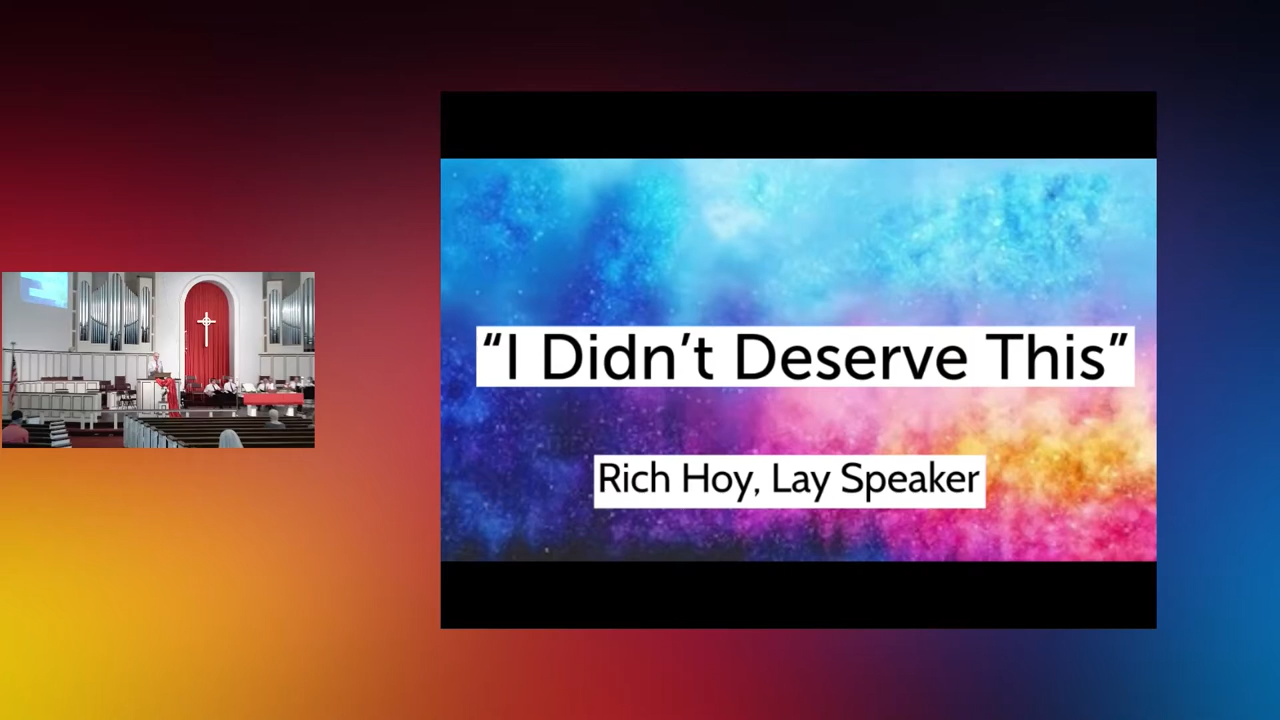 “I Didn’t Deserve This”
Rich Hoy, Lay Speaker